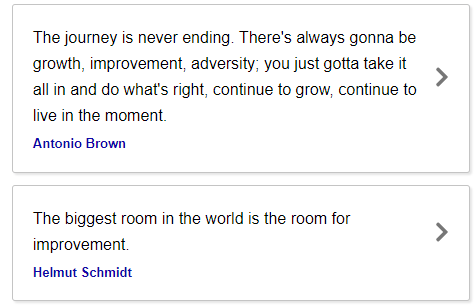 The journey is never ending. There's always gonna be
growth, improvement, adversity; you just gotta take it
all in and do what's right, continue to grow, continue to
live in the moment.
Antonio Brown
The biggest room in the world is the room for
improvement.
Helmut Schmidt